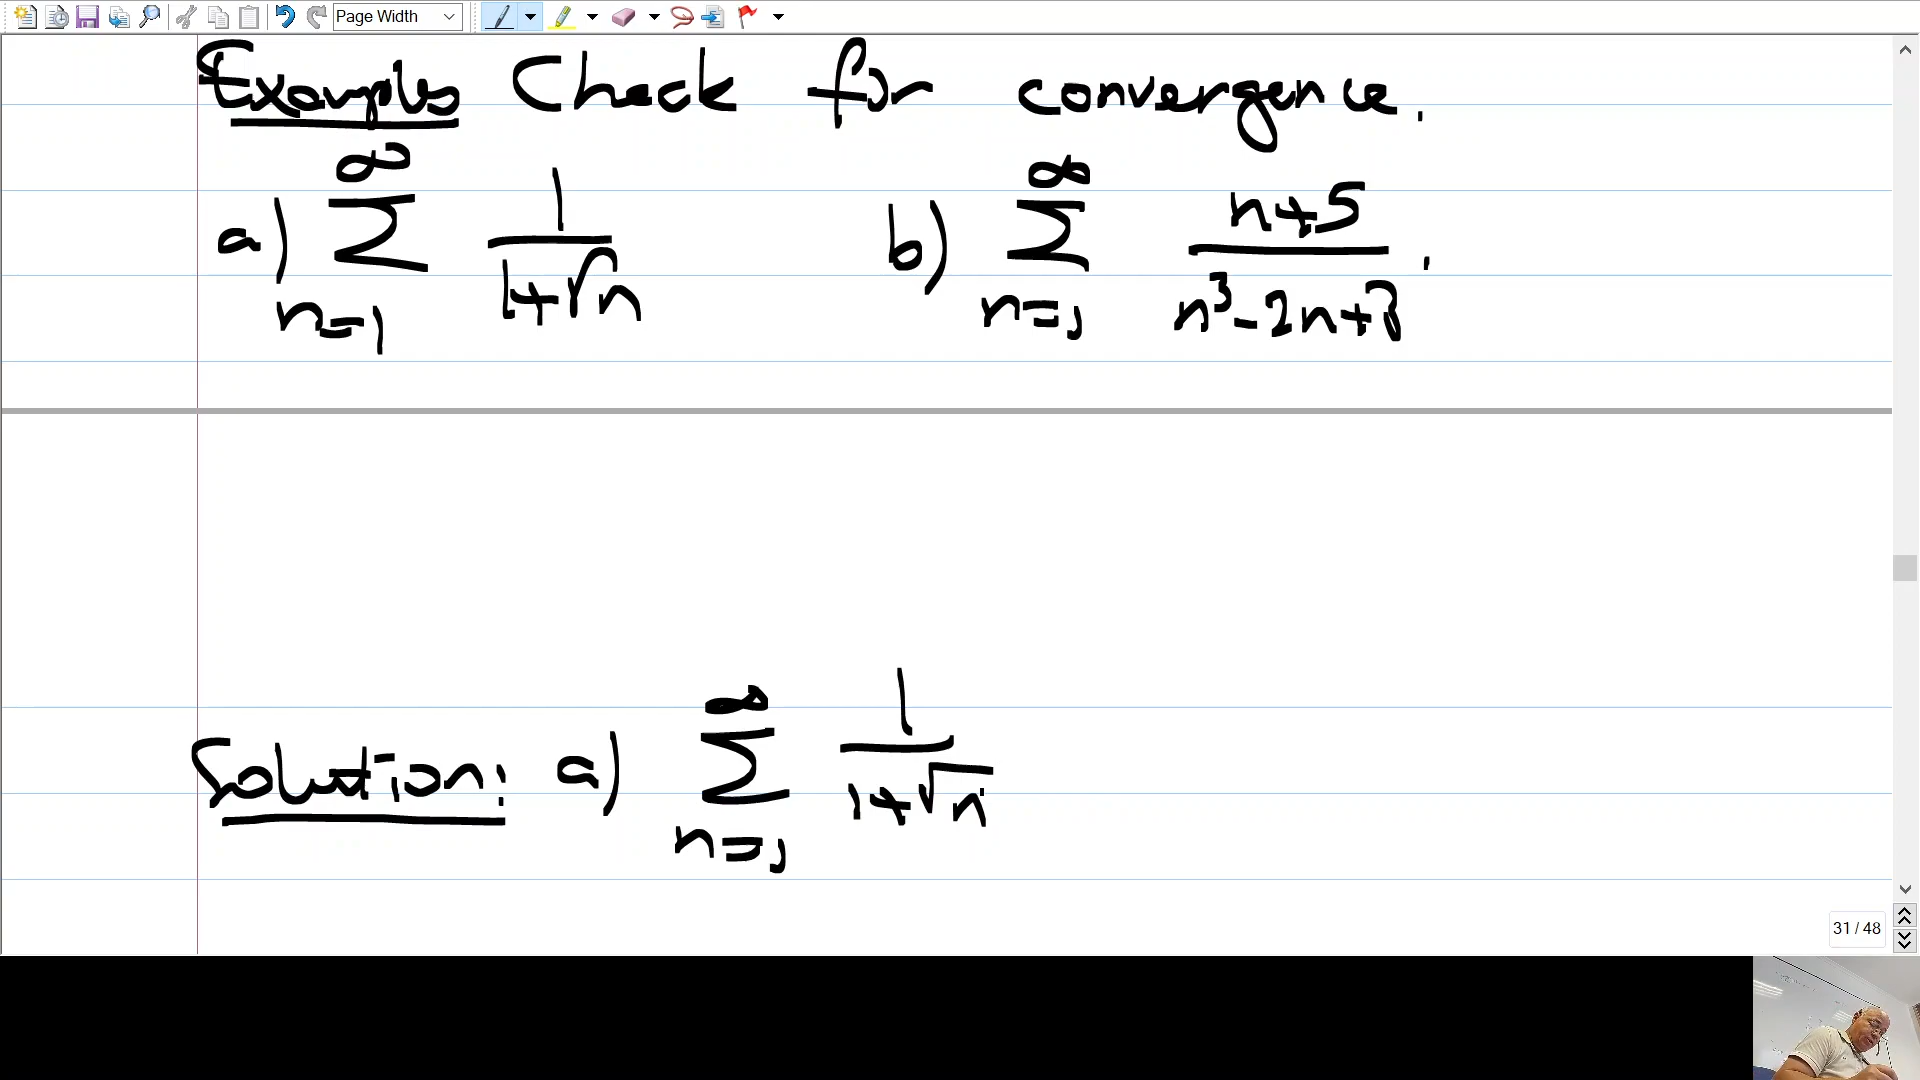 Page Width
Examples Check for convergence.
a) ∞ ∑ n=1 1/(1+√n) b) ∞ ∑ n=1 (n+5)/(n³-2n+3).
Solution: a) ∞ ∑ n=1 1/(1+√n)
31 / 48